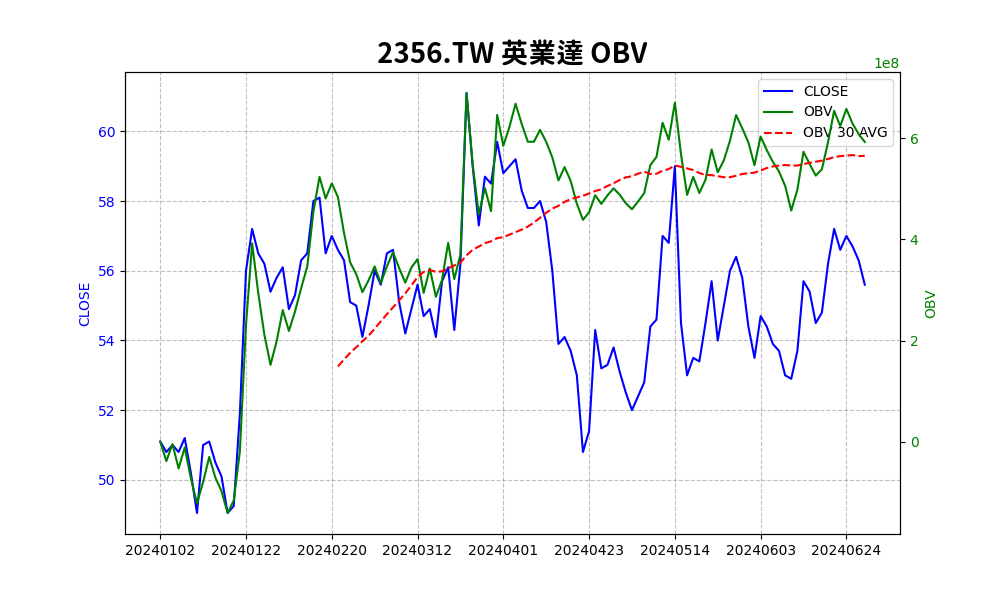 2356.TW 英業達 OBV
1e8
CLOSE
OBV
OBV 30 AVG
60
58
56
54
52
50
CLOSE
6
4
2
0
OBV
20240102 20240122 20240220 20240312 20240401 20240423 20240514 20240603 20240624